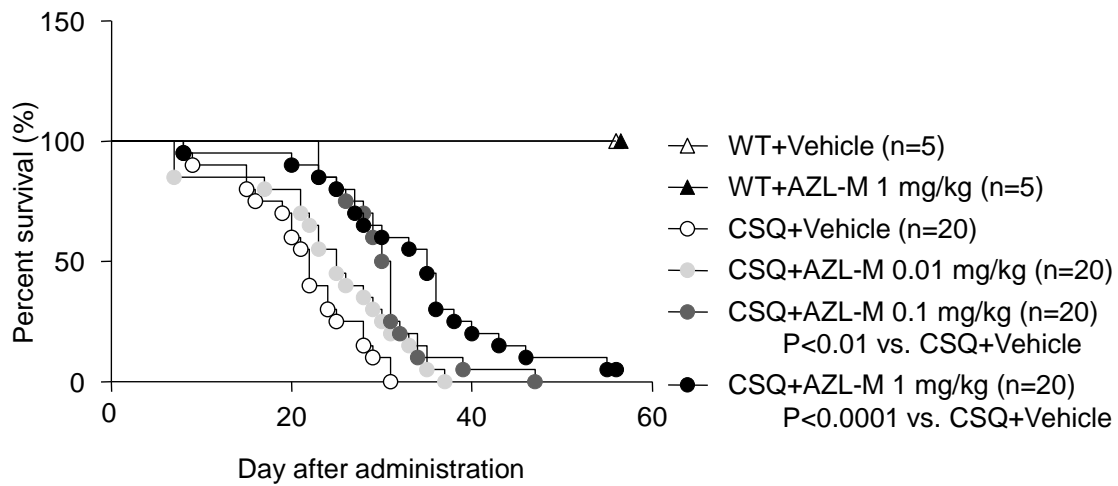 150
100
50
0
0
20
40
60
Percent survival (%)
Day after administration
WT+Vehicle (n=5)
WT+AZL-M 1 mg/kg (n=5)
CSQ+Vehicle (n=20)
CSQ+AZL-M 0.01 mg/kg (n=20)
CSQ+AZL-M 0.1 mg/kg (n=20)
P<0.01 vs. CSQ+Vehicle
CSQ+AZL-M 1 mg/kg (n=20)
P<0.0001 vs. CSQ+Vehicle